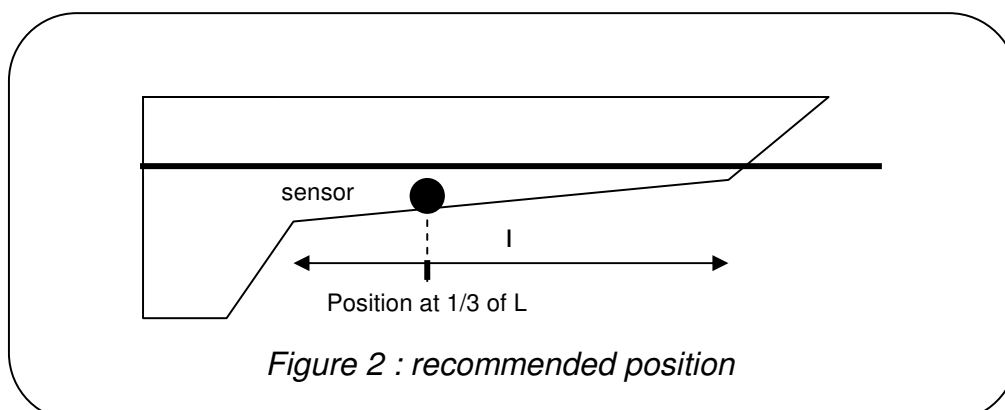 sensor
l
Position at 1/3 of L
Figure 2 : recommended position